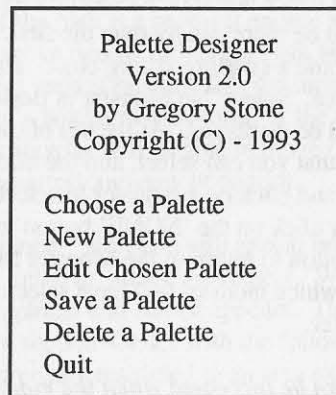 Palette Designer
Version 2.0
by Gregory Stone
Copyright (C) - 1993
Choose a Palette
New Palette
Edit Chosen Palette
Save a Palette
Delete a Palette
Quit